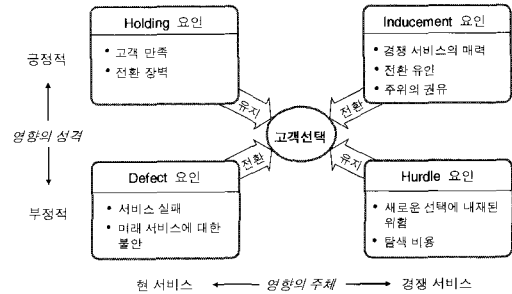 Holding 요인
• 고객 만족
• 전환 장벽
Inducement 요인
• 경쟁 서비스의 매력
• 전환 유인
• 주위의 권유
긍정적
영향의 성격
부정적
유지
전환
고객선택
전환
유지
Defect 요인
• 서비스 실패
• 미래 서비스에 대한
불안
Hurdle 요인
• 새로운 선택에 내재된
위험
• 탐색 비용
현 서비스
영향의 주체
경쟁 서비스